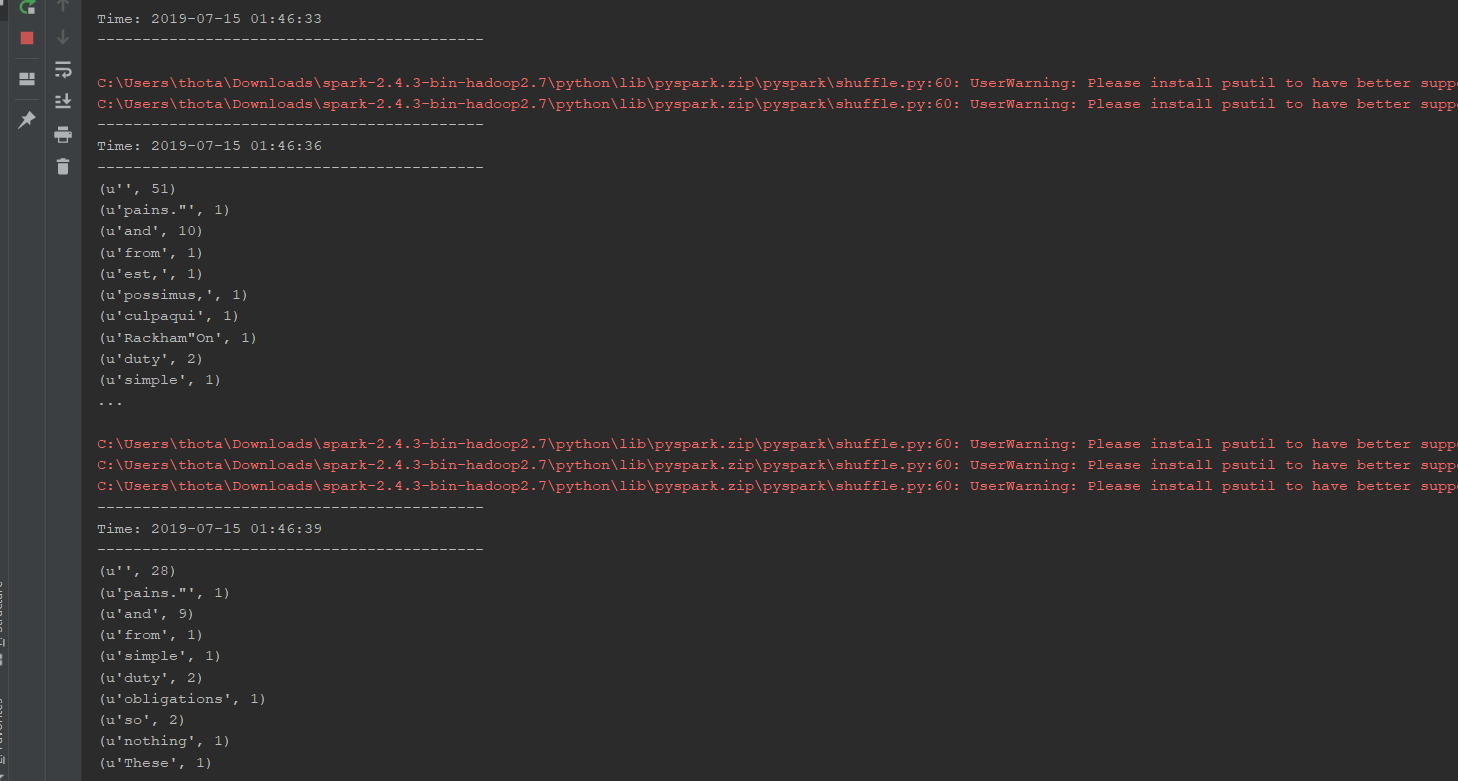 Time: 2019-07-15 01:46:33
-------------------------------------------
C:\Users\thota\Downloads\spark-2.4.3-bin-hadoop2.7\python\lib\pyspark.zip\pyspark\shuffle.py:60: UserWarning: Please install psutil to have better supp
C:\Users\thota\Downloads\spark-2.4.3-bin-hadoop2.7\python\lib\pyspark.zip\pyspark\shuffle.py:60: UserWarning: Please install psutil to have better supp
-------------------------------------------
Time: 2019-07-15 01:46:36
-------------------------------------------
(u'', 51)
(u'pains."', 1)
(u'and', 10)
(u'from', 1)
(u'est,', 1)
(u'possimus,', 1)
(u'culpaqui', 1)
(u'Rackham"On', 1)
(u'duty', 2)
(u'simple', 1)
...
C:\Users\thota\Downloads\spark-2.4.3-bin-hadoop2.7\python\lib\pyspark.zip\pyspark\shuffle.py:60: UserWarning: Please install psutil to have better supp
C:\Users\thota\Downloads\spark-2.4.3-bin-hadoop2.7\python\lib\pyspark.zip\pyspark\shuffle.py:60: UserWarning: Please install psutil to have better supp
C:\Users\thota\Downloads\spark-2.4.3-bin-hadoop2.7\python\lib\pyspark.zip\pyspark\shuffle.py:60: UserWarning: Please install psutil to have better supp
-------------------------------------------
Time: 2019-07-15 01:46:39
-------------------------------------------
(u'', 28)
(u'pains."', 1)
(u'and', 9)
(u'from', 1)
(u'simple', 1)
(u'duty', 2)
(u'obligations', 1)
(u'so', 2)
(u'nothing', 1)
(u'These', 1)